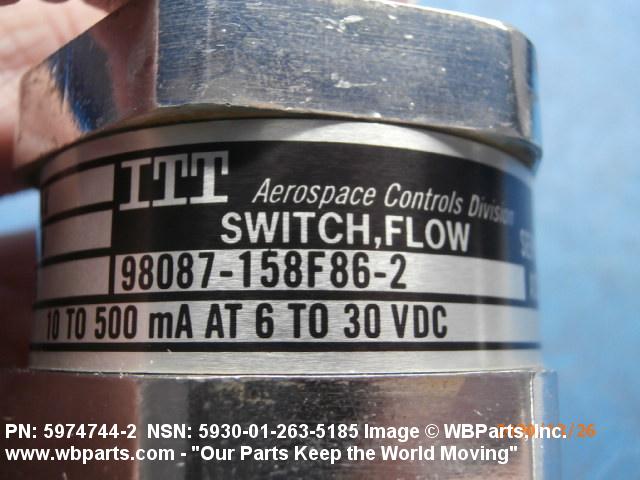 ITT
Aerospace Controls Division
SWITCH,FLOW
98087-158F86-2
10 TO 500 mA AT 6 TO 30 VDC
PN: 5974744-2 NSN: 5930-01-263-5185 Image © WBParts, Inc.
www.wbparts.com - "Our Parts Keep the World Moving"